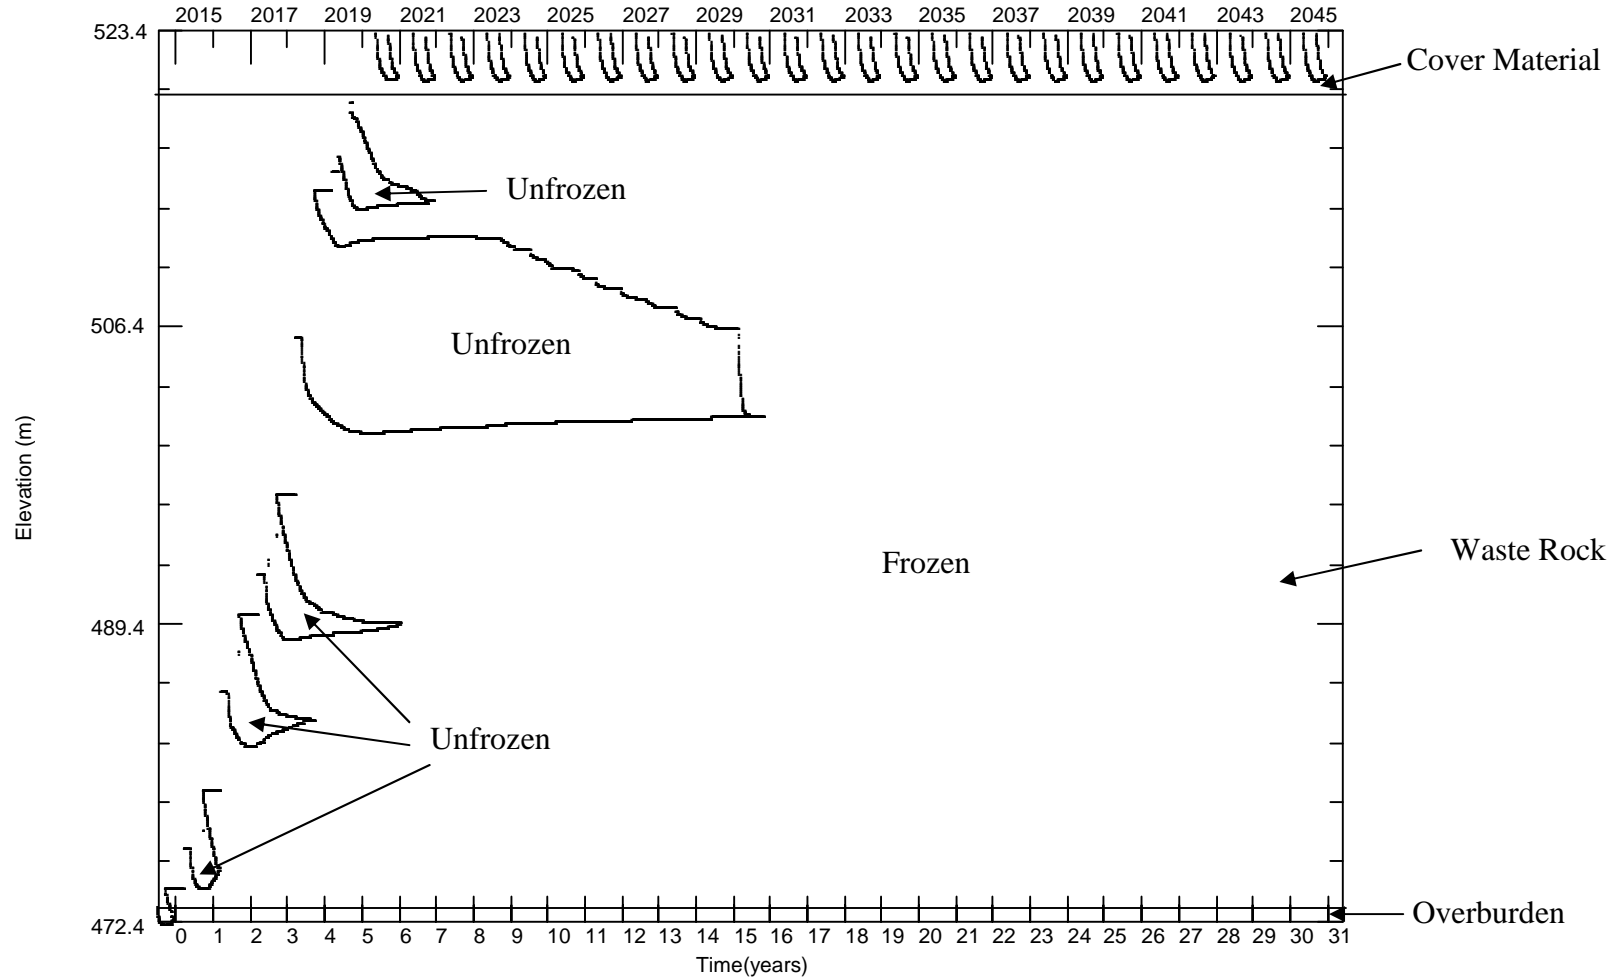 2015 2017 2019 2021 2023 2025 2027 2029 2031 2033 2035 2037 2039 2041 2043 2045
523.4
Cover Material
Unfrozen
506.4
Unfrozen
Elevation (m)
Waste Rock
Frozen
489.4
Unfrozen
Overburden
472.4
0 1 2 3 4 5 6 7 8 9 10 11 12 13 14 15 16 17 18 19 20 21 22 23 24 25 26 27 28 29 30 31
Time(years)